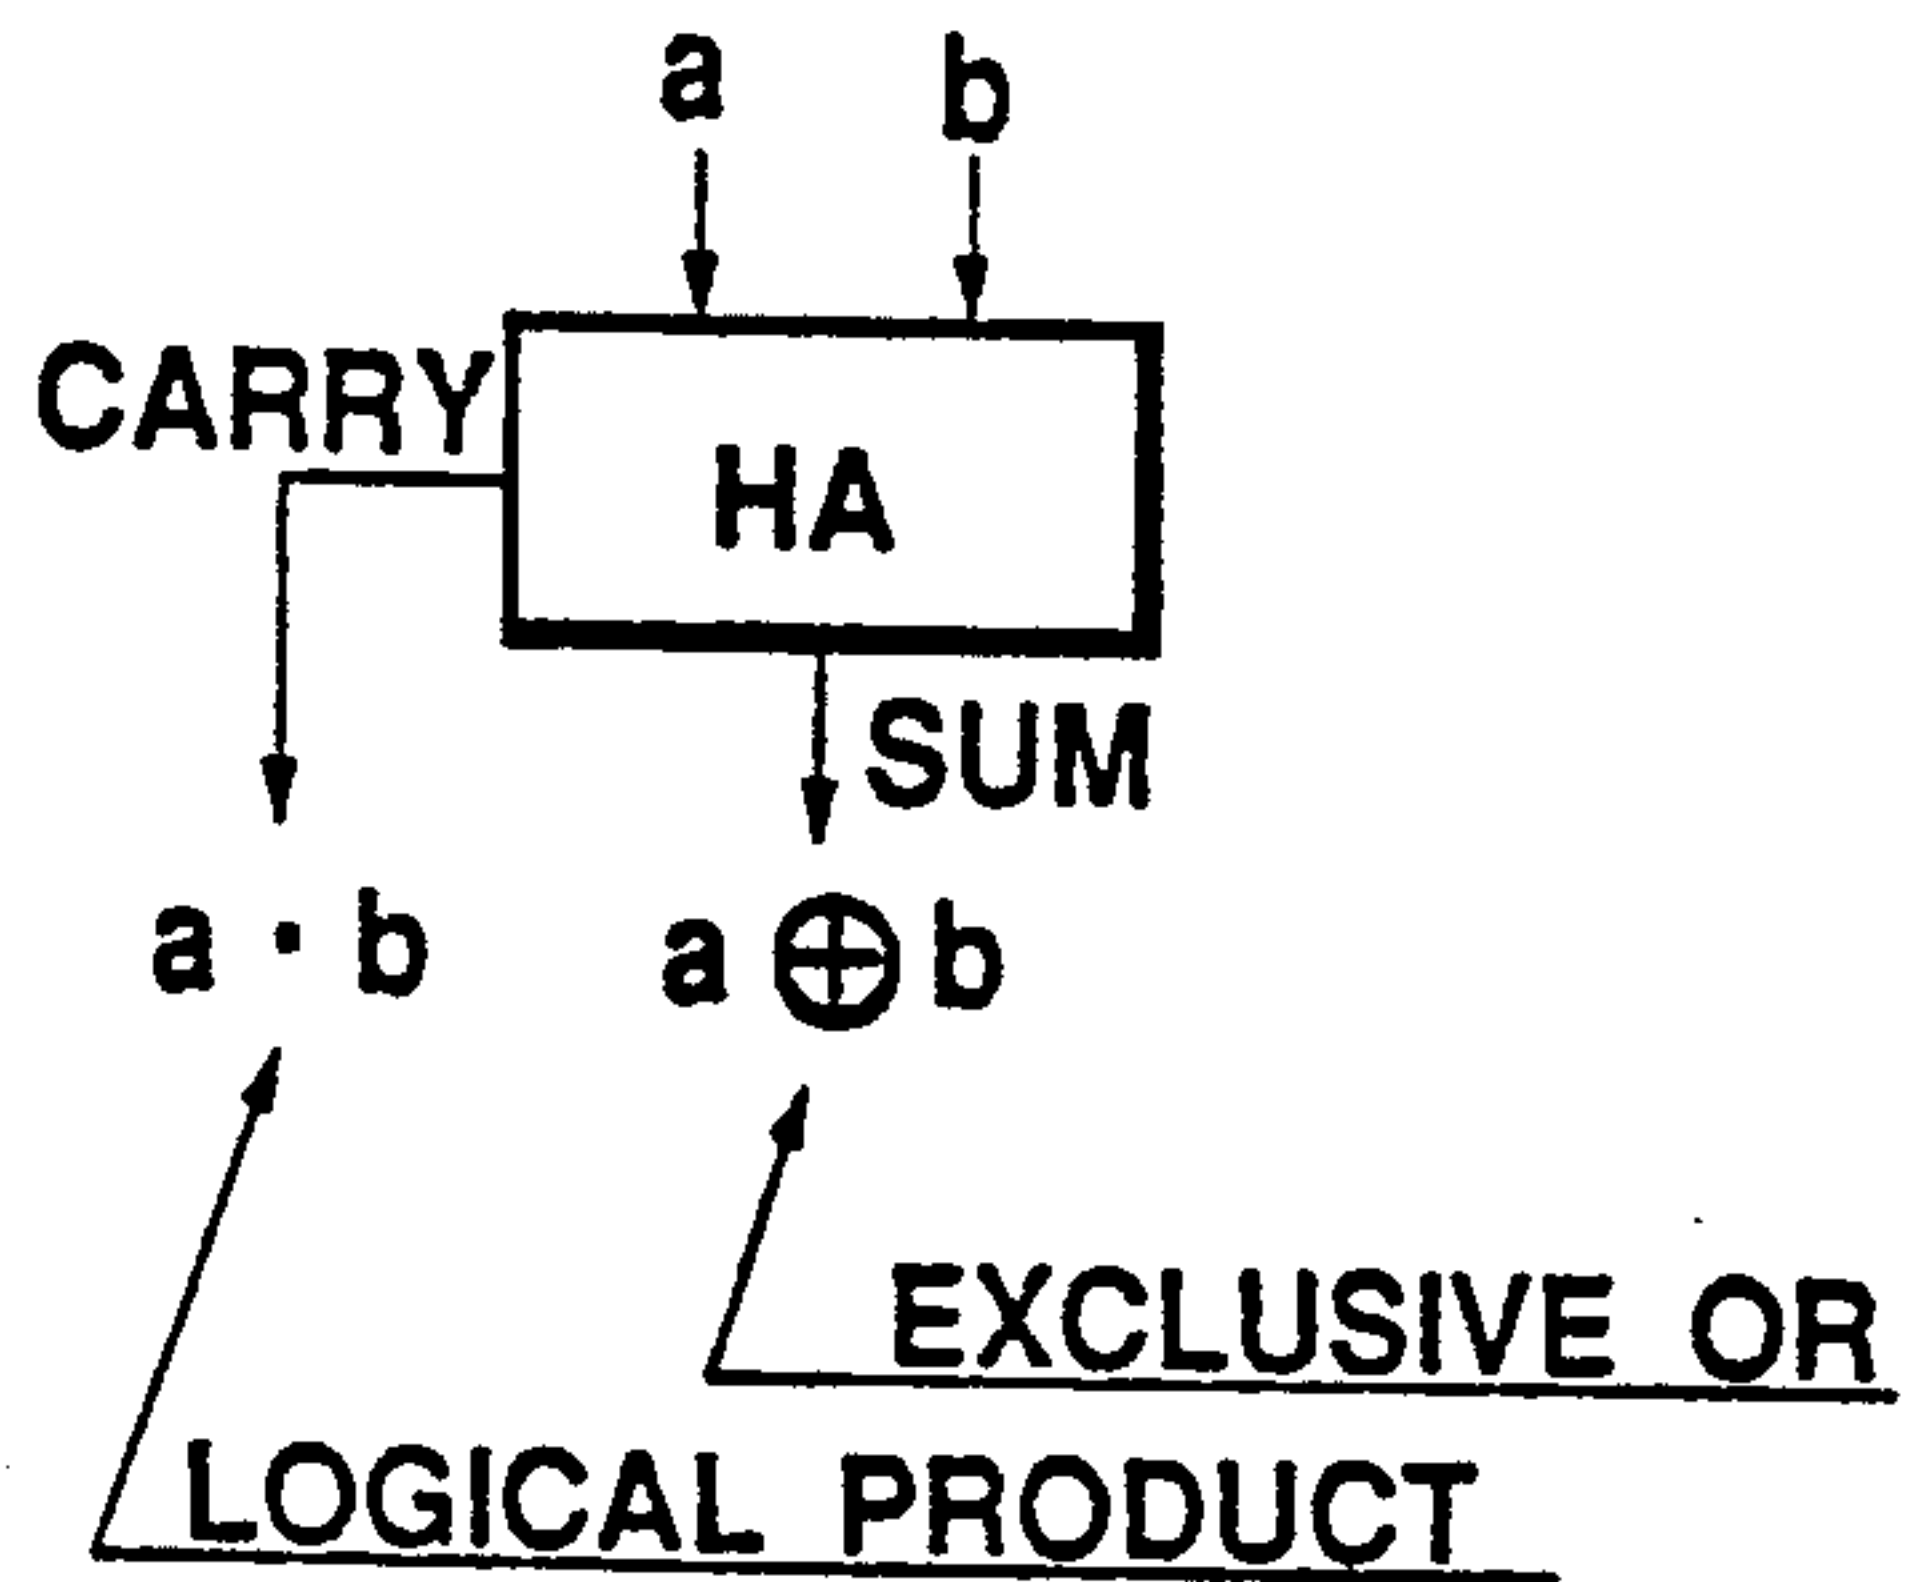 a b
CARRY
HA
SUM
a · b a ⊕ b
EXCLUSIVE OR
LOGICAL PRODUCT